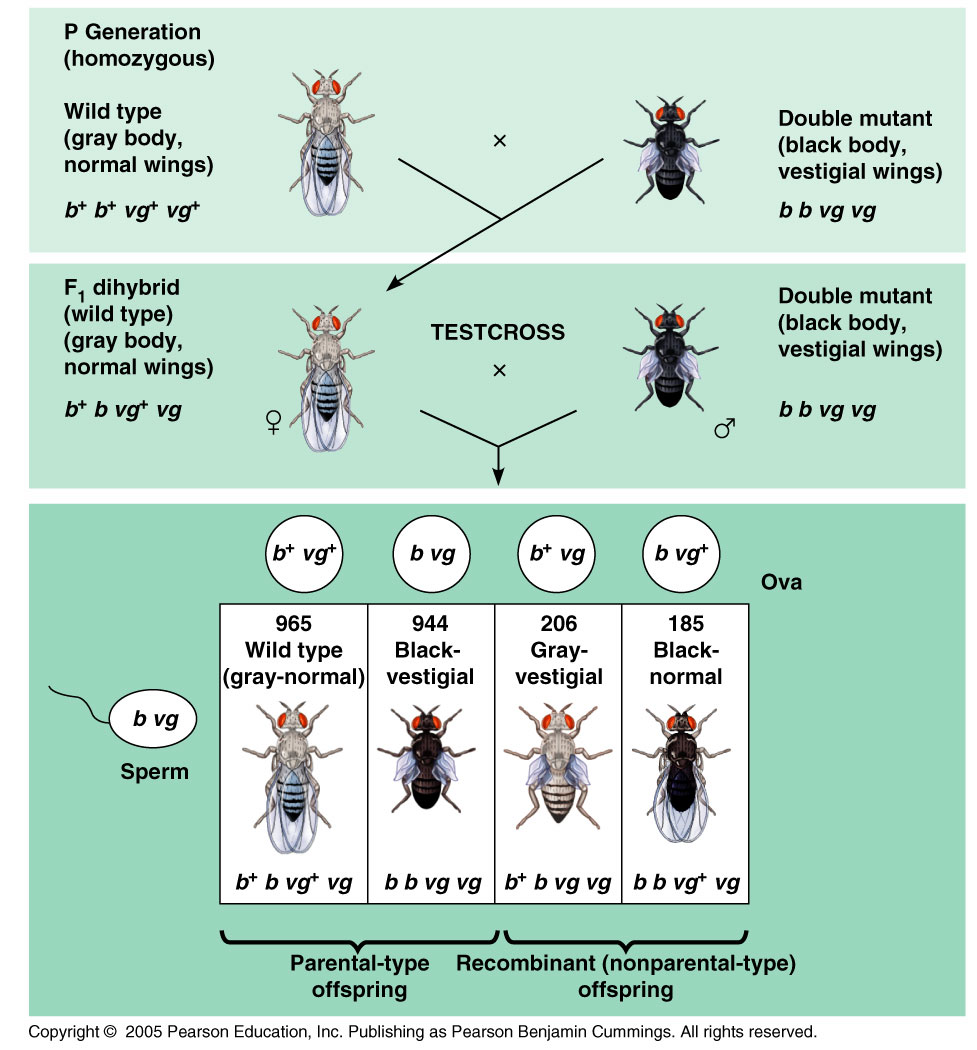 P Generation
(homozygous)
Wild type
(gray body,
normal wings)
b⁺ b⁺ vg⁺ vg⁺
×
Double mutant
(black body,
vestigial wings)
b b vg vg
F₁ dihybrid
(wild type)
(gray body,
normal wings)
b⁺ b vg⁺ vg
♀
TESTCROSS
×
♂
Double mutant
(black body,
vestigial wings)
b b vg vg
b⁺ vg⁺
b vg
b⁺ vg
b vg⁺
Ova
965
Wild type
(gray-normal)
944
Black-
vestigial
206
Gray-
vestigial
185
Black-
normal
b vg
Sperm
b⁺ b vg⁺ vg
b b vg vg
b⁺ b vg vg
b b vg⁺ vg
Parental-type
offspring
Recombinant (nonparental-type)
offspring
Copyright © 2005 Pearson Education, Inc. Publishing as Pearson Benjamin Cummings. All rights reserved.